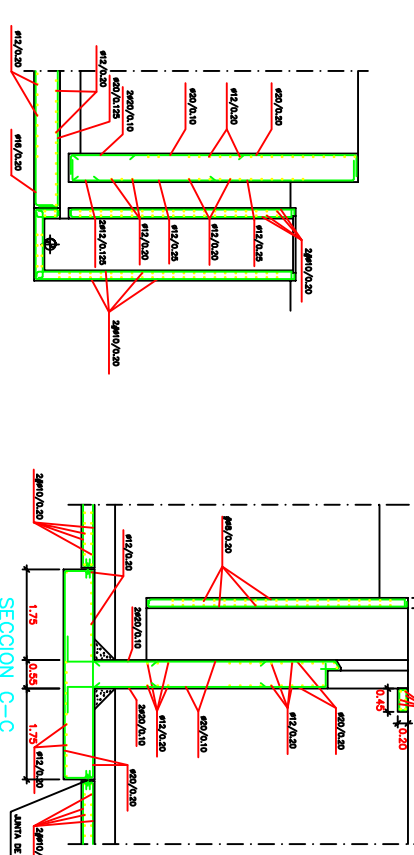 ø12/0.20
ø12/0.20
ø20/0.125
2ø20/0.10
ø20/0.10
ø12/0.20
ø20/0.10
ø16/0.20
2ø12/0.125
ø12/0.20
ø12/0.25
ø12/0.20
ø12/0.25
2ø10/0.20
2ø10/0.20
2ø10/0.20
ø12/0.20
2ø20/0.10
ø8/0.20
1.75
0.55
1.75
2ø20/0.10
ø12/0.20
ø20/0.10
ø12/0.20
ø20/0.20
0.45
0.20
ø12/0.20
ø20/0.20
SECCION C-C
JUNTA DE
2ø10/0.20